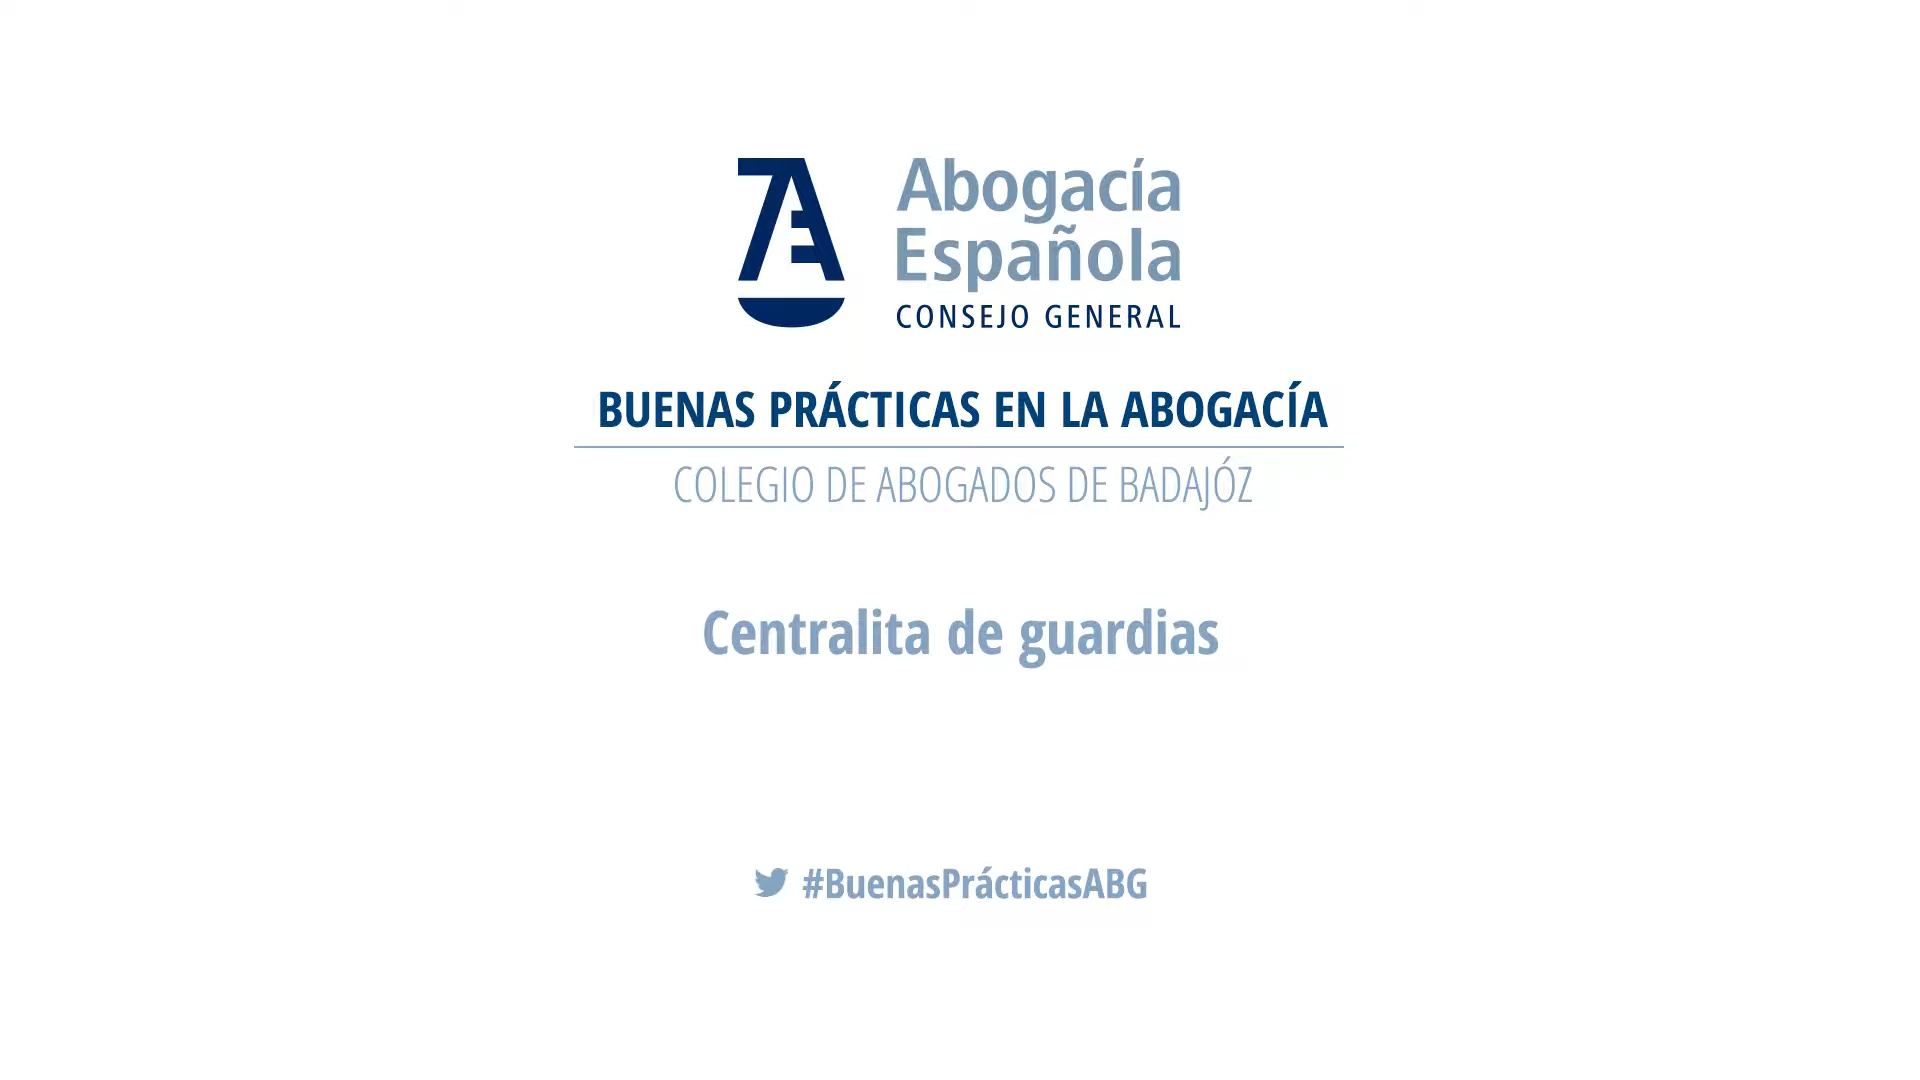 Abogacía
Española
CONSEJO GENERAL
BUENAS PRÁCTICAS EN LA ABOGACÍA
COLEGIO DE ABOGADOS DE BADAJÓZ
Centralita de guardias
#BuenasPrácticasABG